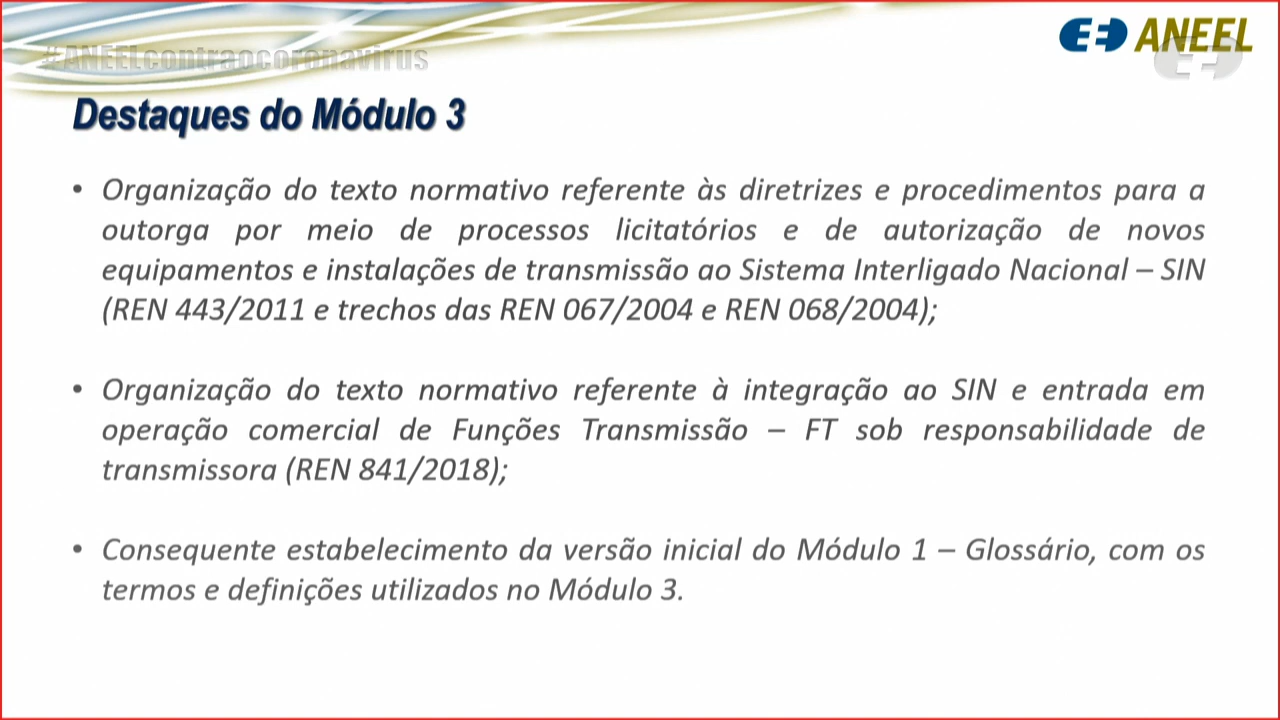 #ANEELcontraocoronavirus
ANEEL
Destaques do Módulo 3
• Organização do texto normativo referente às diretrizes e procedimentos para a
outorga por meio de processos licitatórios e de autorização de novos
equipamentos e instalações de transmissão ao Sistema Interligado Nacional – SIN
(REN 443/2011 e trechos das REN 067/2004 e REN 068/2004);
• Organização do texto normativo referente à integração ao SIN e entrada em
operação comercial de Funções Transmissão – FT sob responsabilidade de
transmissora (REN 841/2018);
• Consequente estabelecimento da versão inicial do Módulo 1 – Glossário, com os
termos e definições utilizados no Módulo 3.